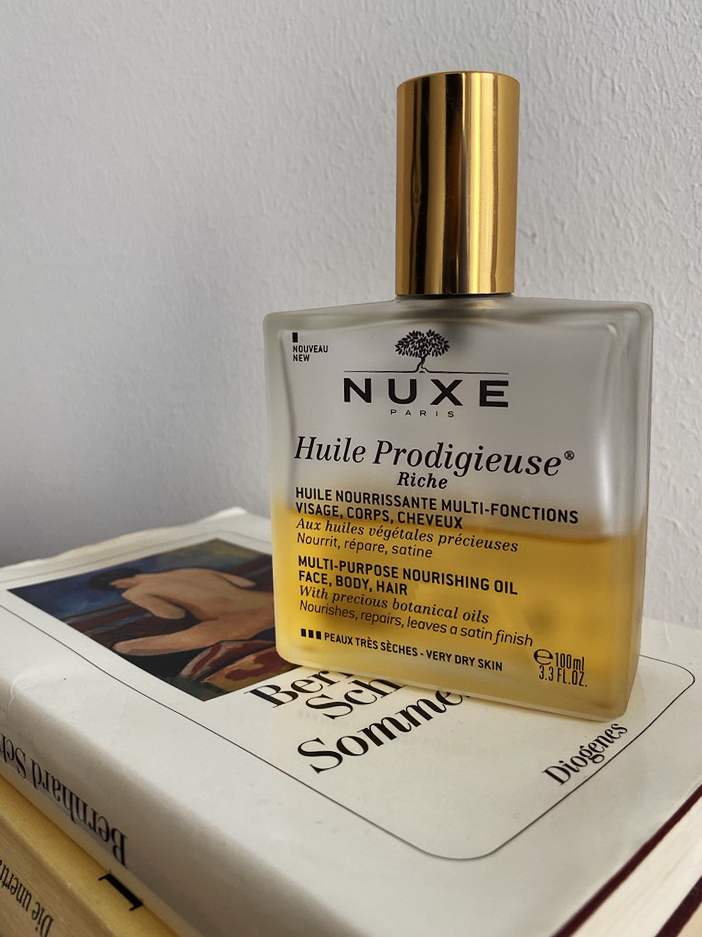 NOUVEAU
NEW
NUXE
PARIS
Huile Prodigieuse®
Riche
HUILE NOURRISSANTE MULTI-FONCTIONS
VISAGE, CORPS, CHEVEUX
Aux huiles végétales précieuses
Nourrit, répare, satine
MULTI-PURPOSE NOURISHING OIL
FACE, BODY, HAIR
With precious botanical oils
Nourishes, repairs, leaves a satin finish
PEAUX TRÈS SÈCHES - VERY DRY SKIN
℮100ml
3.3 FL.OZ.
Diogenes
Bernhard
Die